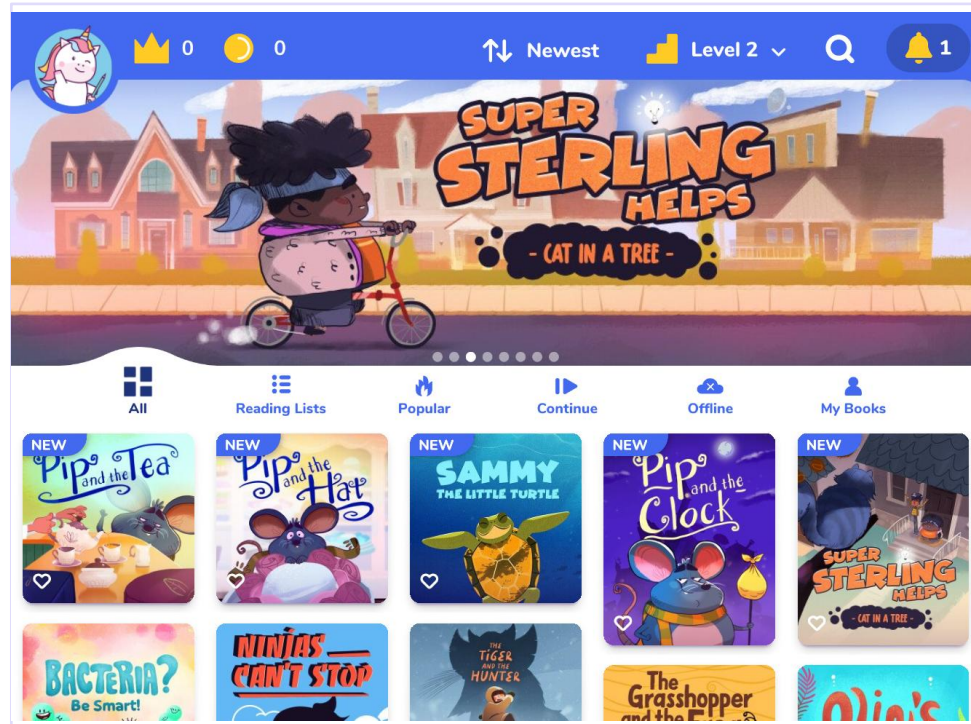 0
0
Newest
Level 2
1
SUPER
STERLING
HELPS
- CAT IN A TREE -
All
Reading Lists
Popular
Continue
Offline
My Books
NEW
Pip and the Tea
NEW
Pip and the Hat
NEW
SAMMY
THE LITTLE TURTLE
NEW
Pip and the Clock
NEW
SUPER
STERLING
HELPS
- CAT IN A TREE -
BACTERIA?
Be Smart!
NINJAS
CAN'T STOP
THE
TIGER
AND THE
HUNTER
The
Grasshopper
and the